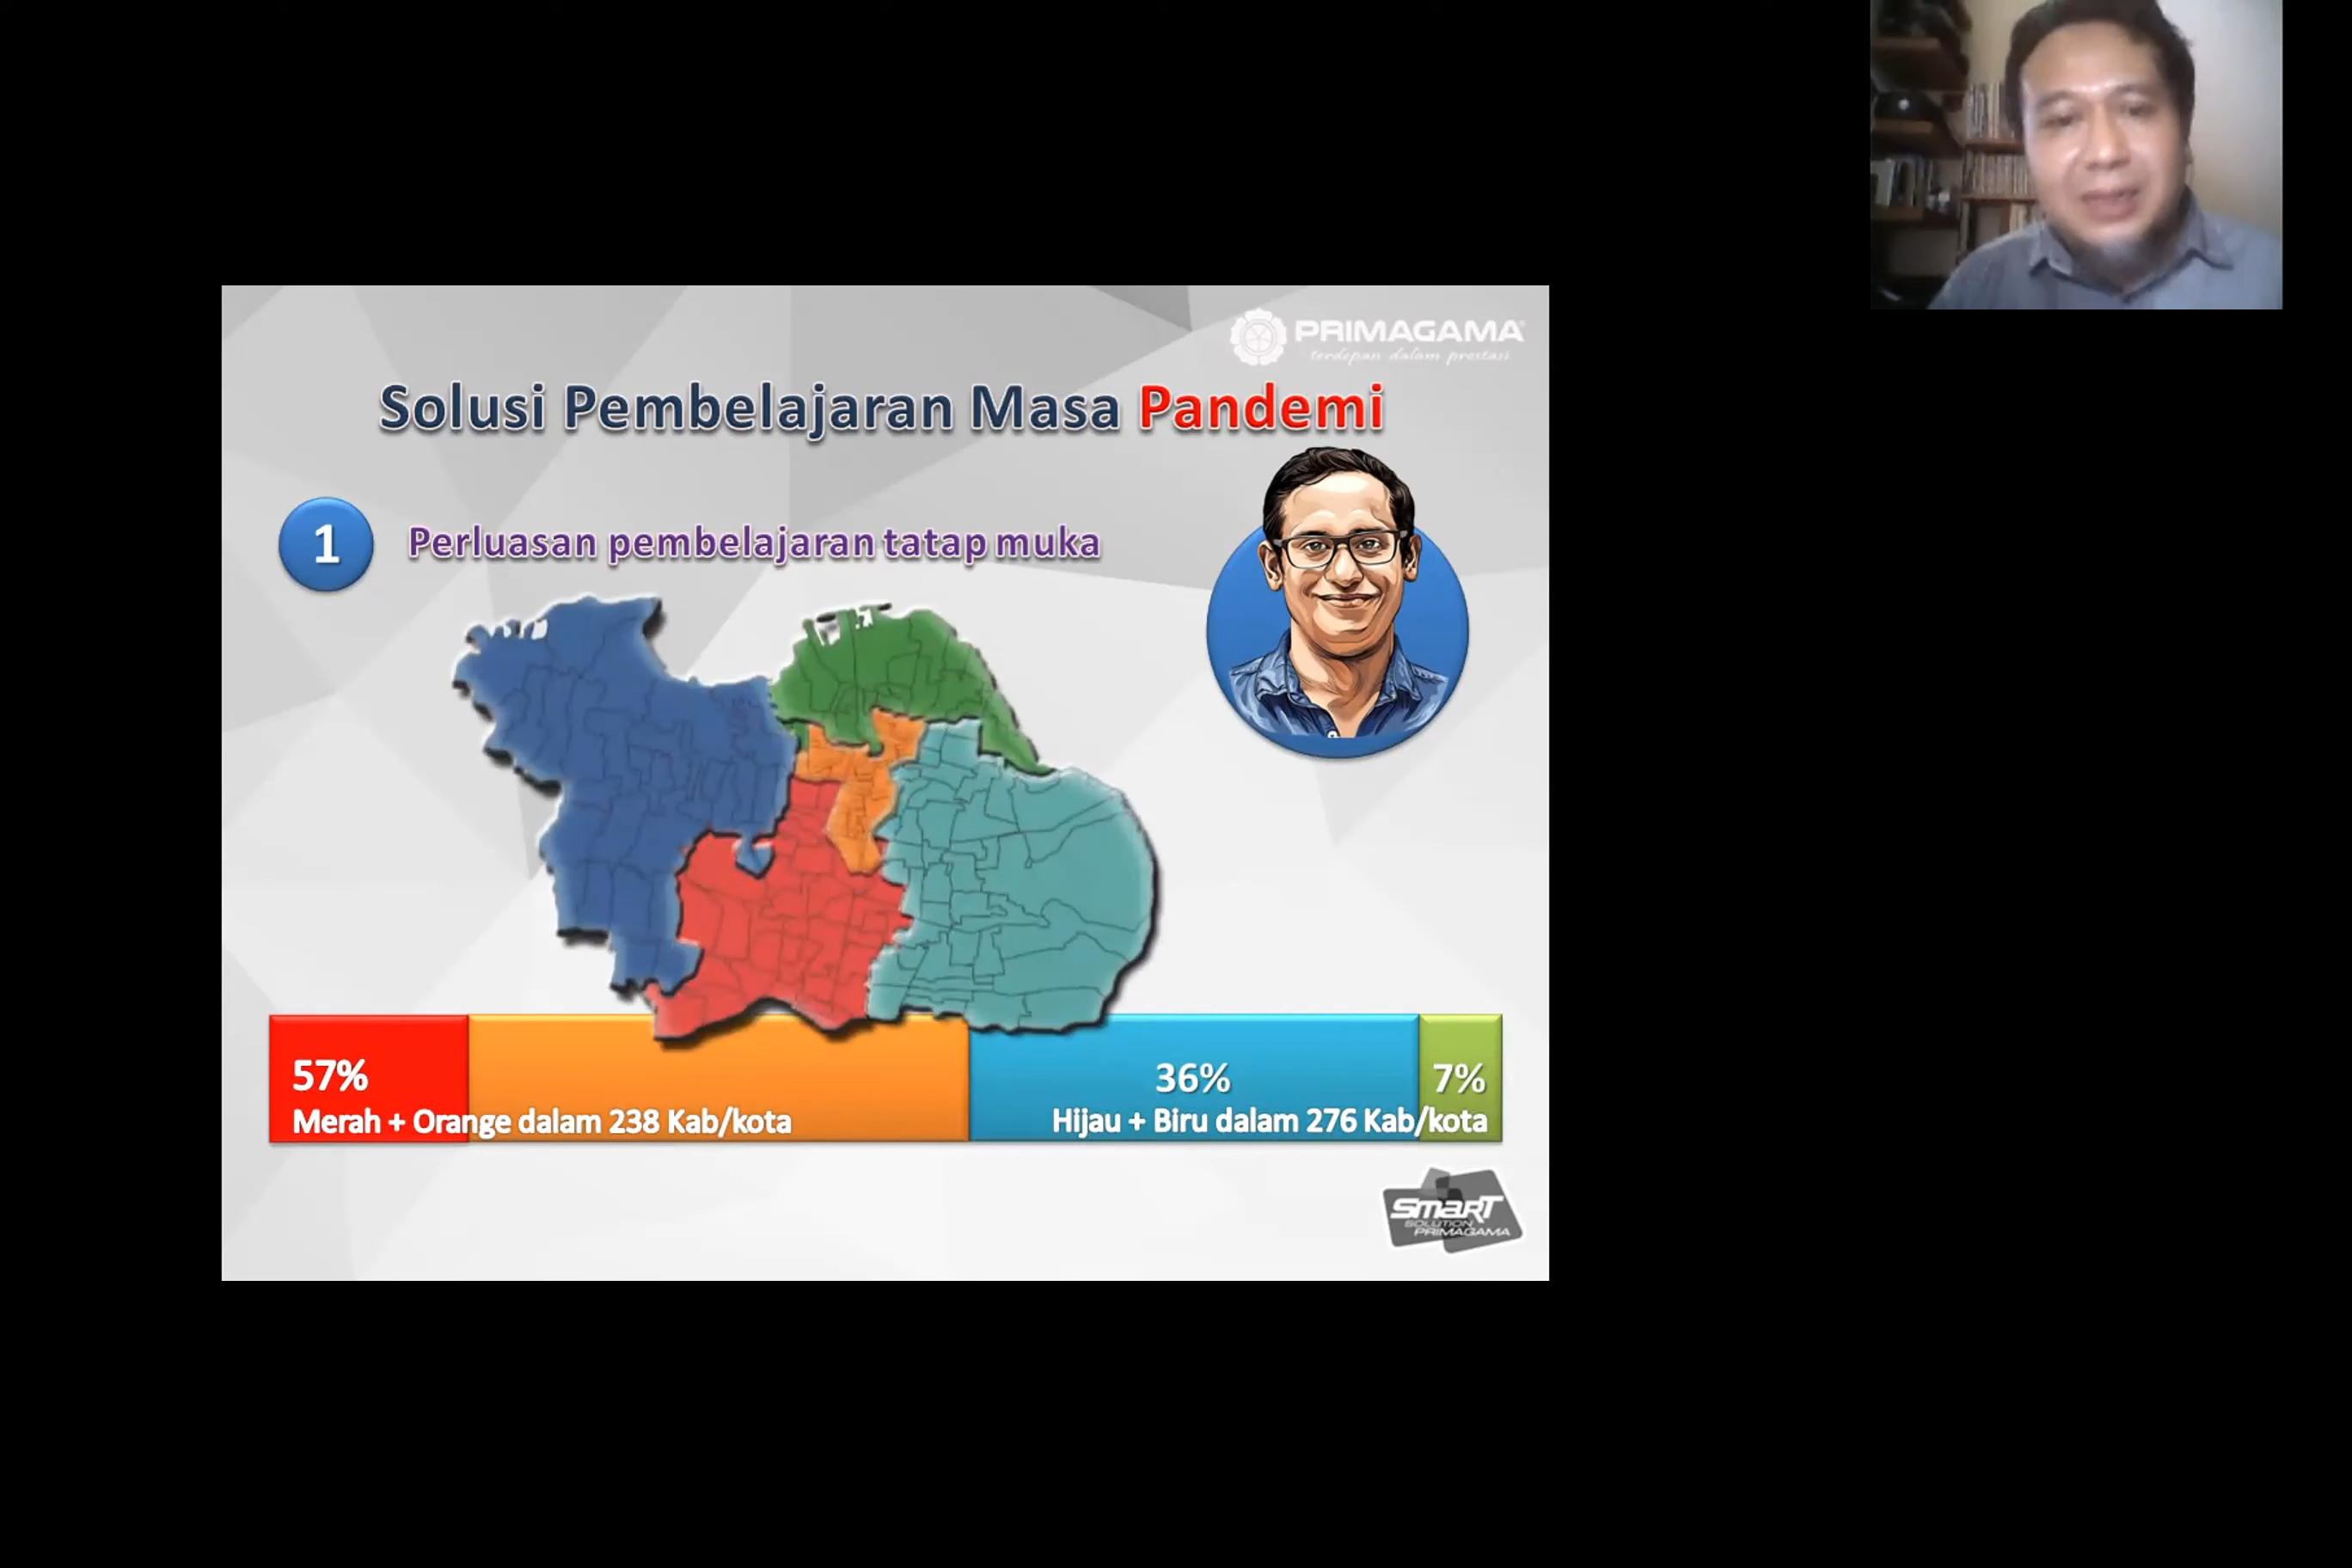 PRIMAGAMA
terdepan dalam prestasi
Solusi Pembelajaran Masa Pandemi
1
Perluasan pembelajaran tatap muka
57%
Merah + Orange dalam 238 Kab/kota
36%
7%
Hijau + Biru dalam 276 Kab/kota
smarT
SOLUTION
PRIMAGAMA